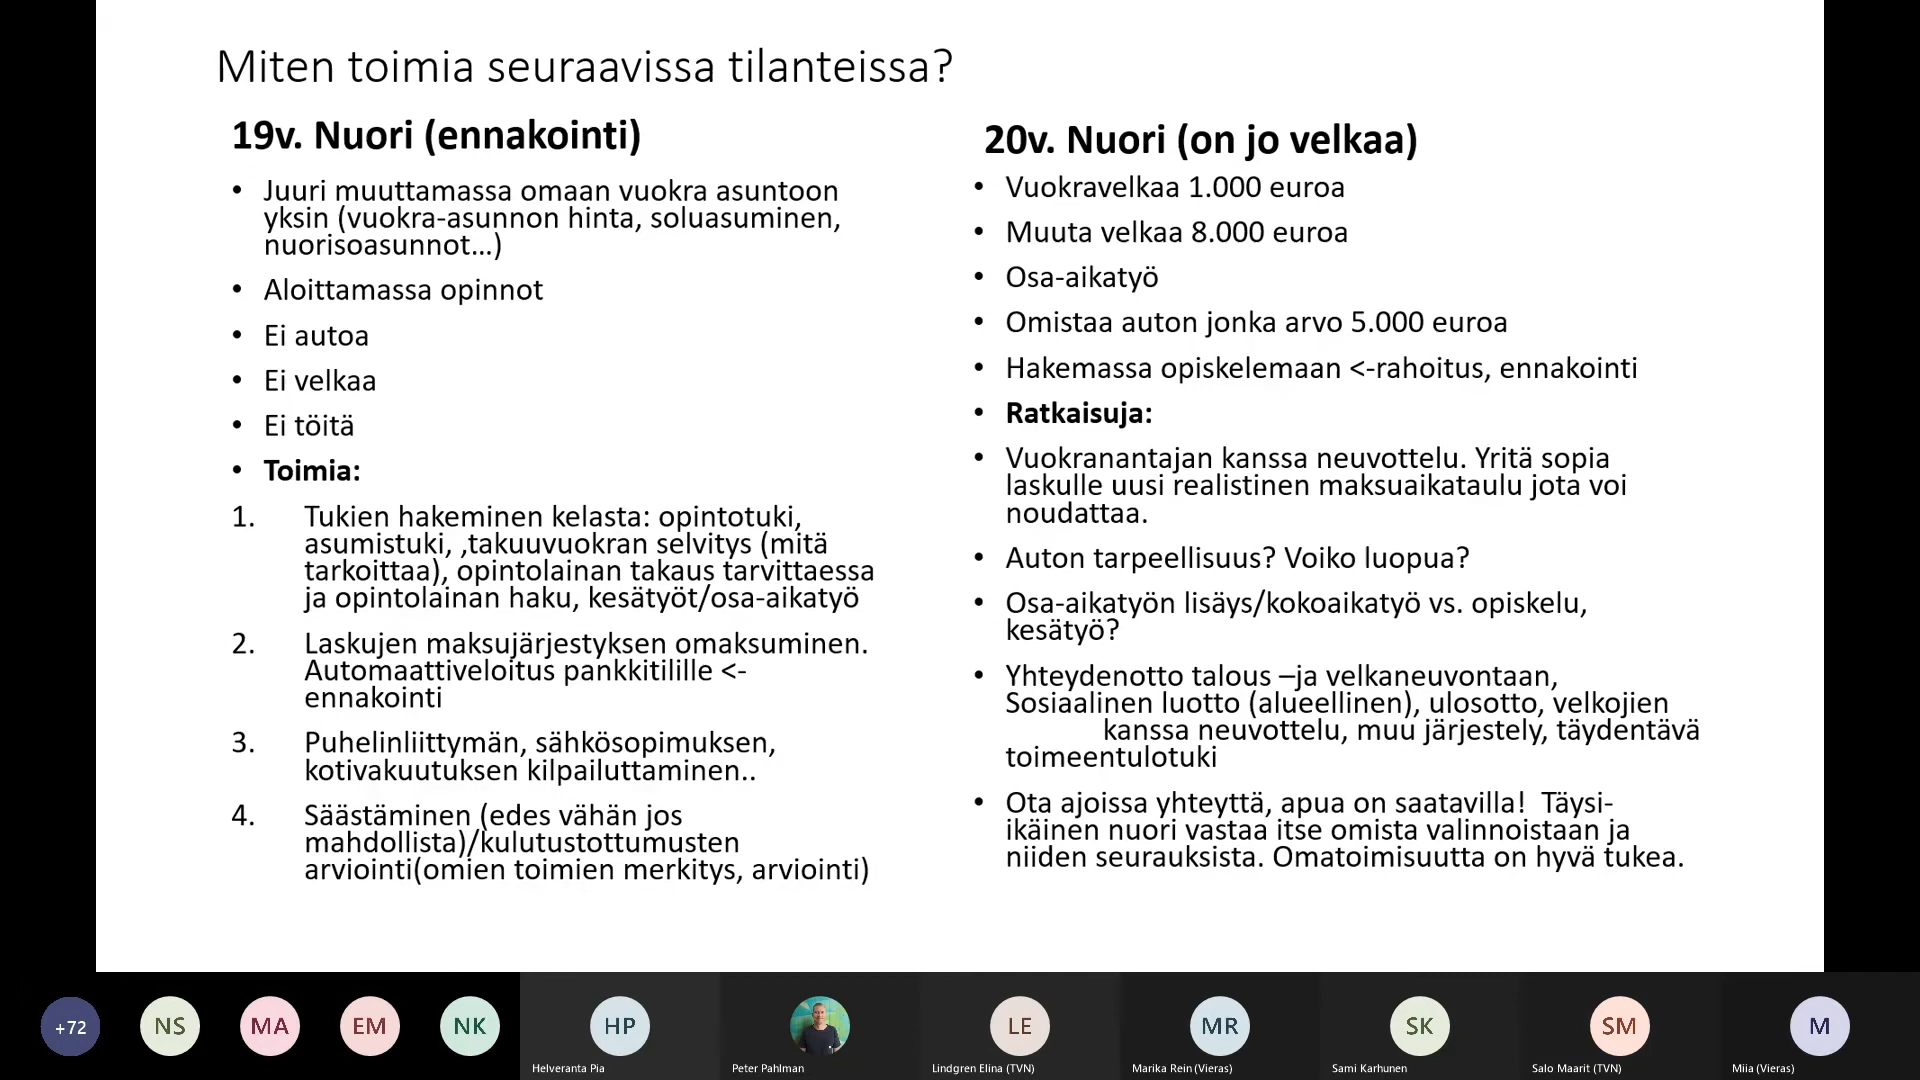 Miten toimia seuraavissa tilanteissa?
19v. Nuori (ennakointi)
• Juuri muuttamassa omaan vuokra asuntoon
yksin (vuokra-asunnon hinta, soluasuminen,
nuorisoasunnot…)
• Aloittamassa opinnot
• Ei autoa
• Ei velkaa
• Ei töitä
• Toimia:
1. Tukien hakeminen kelasta: opintotuki,
asumistuki, ,takuuvuokran selvitys (mitä
tarkoittaa), opintolainan takaus tarvittaessa
ja opintolainan haku, kesätyöt/osa-aikatyö
2. Laskujen maksujärjestyksen omaksuminen.
Automaattiveloitus pankkitilille <-
ennakointi
3. Puhelinliittymän, sähkösopimuksen,
kotivakuutuksen kilpailuttaminen..
4. Säästäminen (edes vähän jos
mahdollista)/kulutustottumusten
arviointi(omien toimien merkitys, arviointi)
20v. Nuori (on jo velkaa)
• Vuokravelkaa 1.000 euroa
• Muuta velkaa 8.000 euroa
• Osa-aikatyö
• Omistaa auton jonka arvo 5.000 euroa
• Hakemassa opiskelemaan <-rahoitus, ennakointi
• Ratkaisuja:
• Vuokranantajan kanssa neuvottelu. Yritä sopia
laskulle uusi realistinen maksuaikataulu jota voi
noudattaa.
• Auton tarpeellisuus? Voiko luopua?
• Osa-aikatyön lisäys/kokoaikatyö vs. opiskelu,
kesätyö?
• Yhteydenotto talous –ja velkaneuvontaan,
Sosiaalinen luotto (alueellinen), ulosotto, velkojien
kanssa neuvottelu, muu järjestely, täydentävä
toimeentulotuki
• Ota ajoissa yhteyttä, apua on saatavilla! Täysi-
ikäinen nuori vastaa itse omista valinnoistaan ja
niiden seurauksista. Omatoimisuutta on hyvä tukea.
+72
NS
MA
EM
NK
HP
LE
MR
SK
SM
M
Helveranta Pia
Peter Pahlman
Lindgren Elina (TVN)
Marika Rein (Vieras)
Sami Karhunen
Salo Maarit (TVN)
Miia (Vieras)